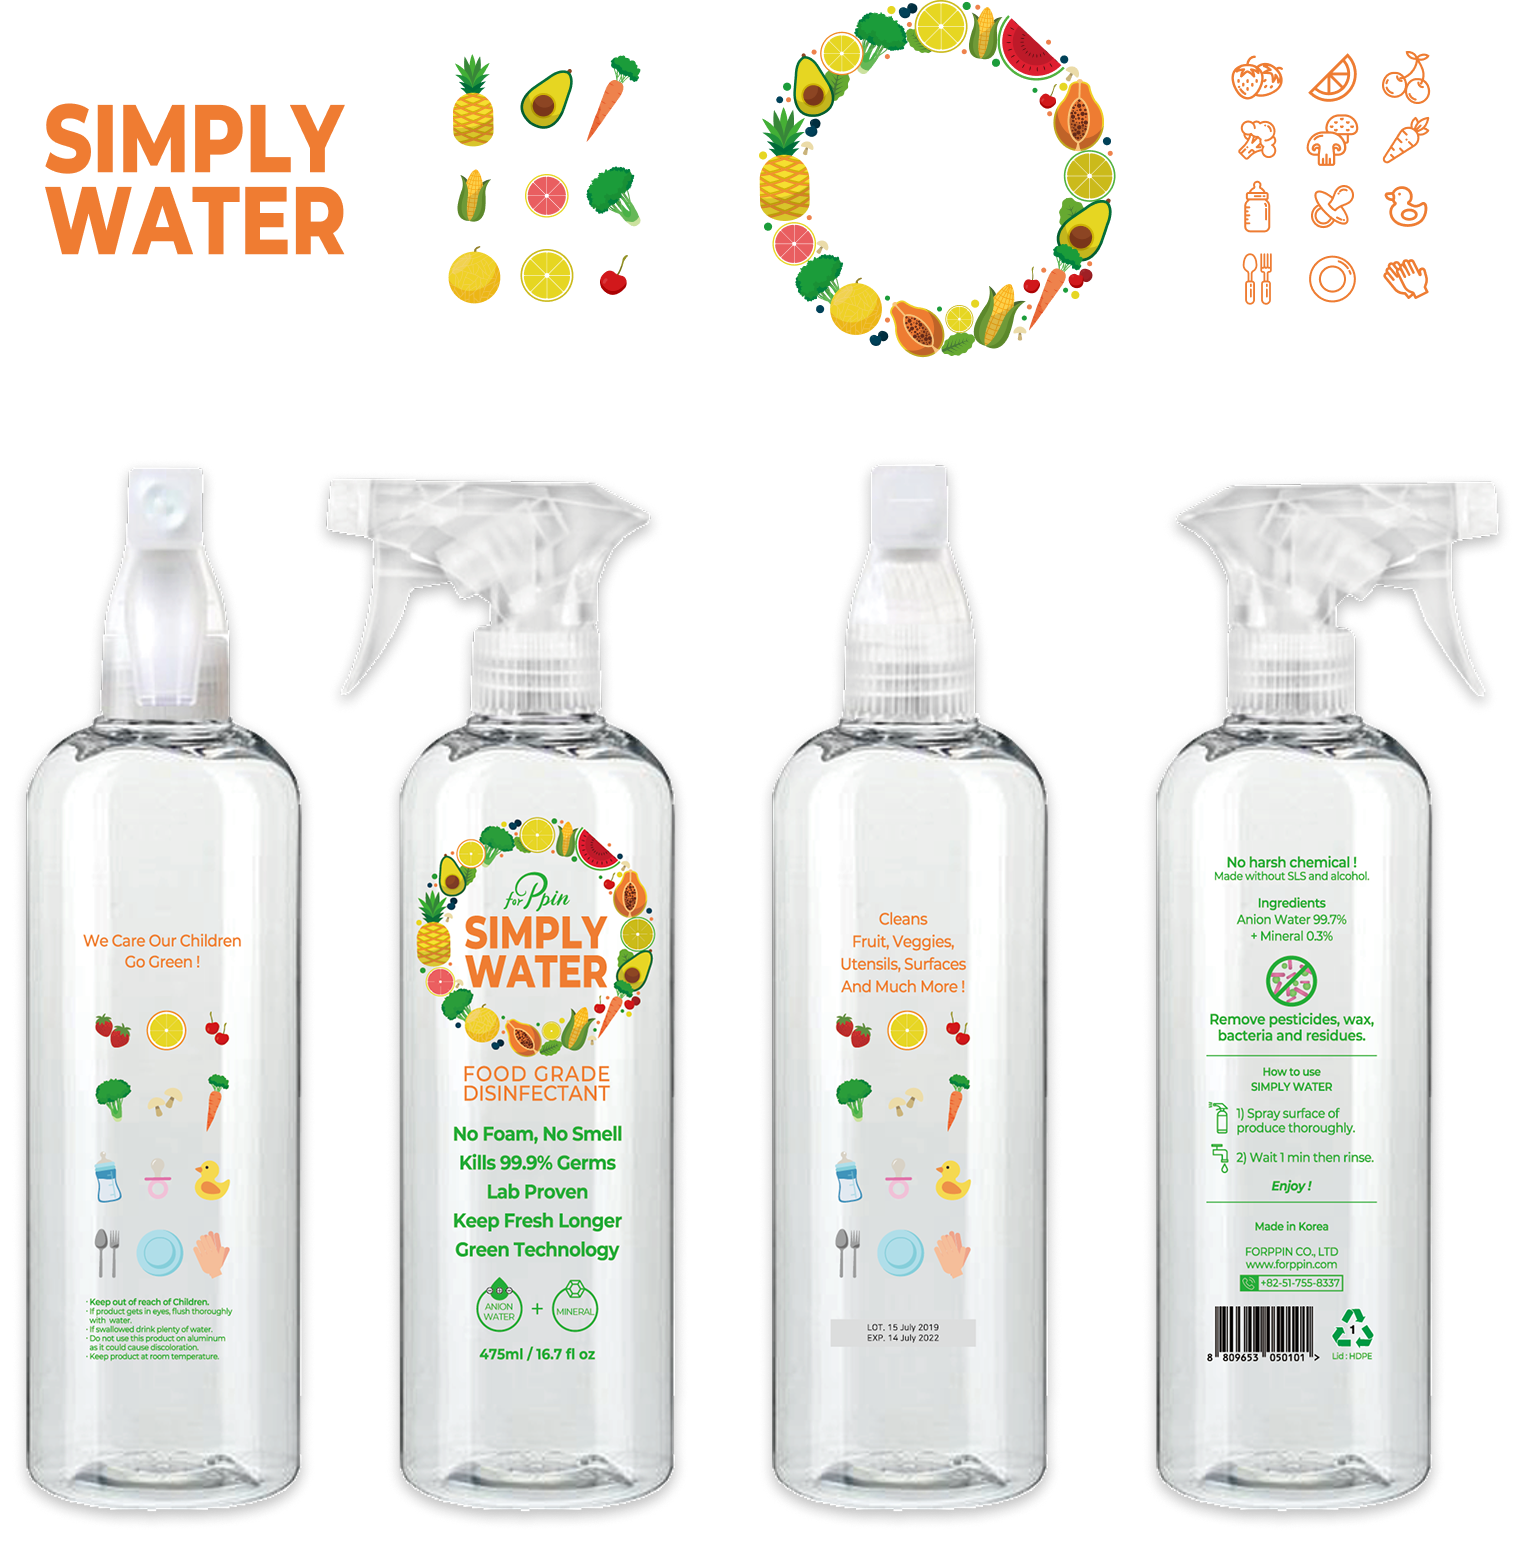 SIMPLY
WATER
We Care Our Children
Go Green !
· Keep out of reach of Children.
· If product gets in eyes, flush thoroughly
with water.
· If swallowed drink plenty of water.
· Do not use this product on aluminum
as it could cause discoloration.
· Keep product at room temperature.
for Ppin
SIMPLY
WATER
FOOD GRADE
DISINFECTANT
No Foam, No Smell
Kills 99.9% Germs
Lab Proven
Keep Fresh Longer
Green Technology
ANION
WATER
+
MINERAL
475ml / 16.7 fl oz
Cleans
Fruit, Veggies,
Utensils, Surfaces
And Much More !
LOT. 15 July 2019
EXP. 14 July 2022
No harsh chemical !
Made without SLS and alcohol.
Ingredients
Anion Water 99.7%
+ Mineral 0.3%
Remove pesticides, wax,
bacteria and residues.
How to use
SIMPLY WATER
1) Spray surface of
produce thoroughly.
2) Wait 1 min then rinse.
Enjoy !
Made in Korea
FORPPIN CO., LTD
www.forppin.com
+82-51-755-8337
8 809653 050101 >
1
Lid : HDPE